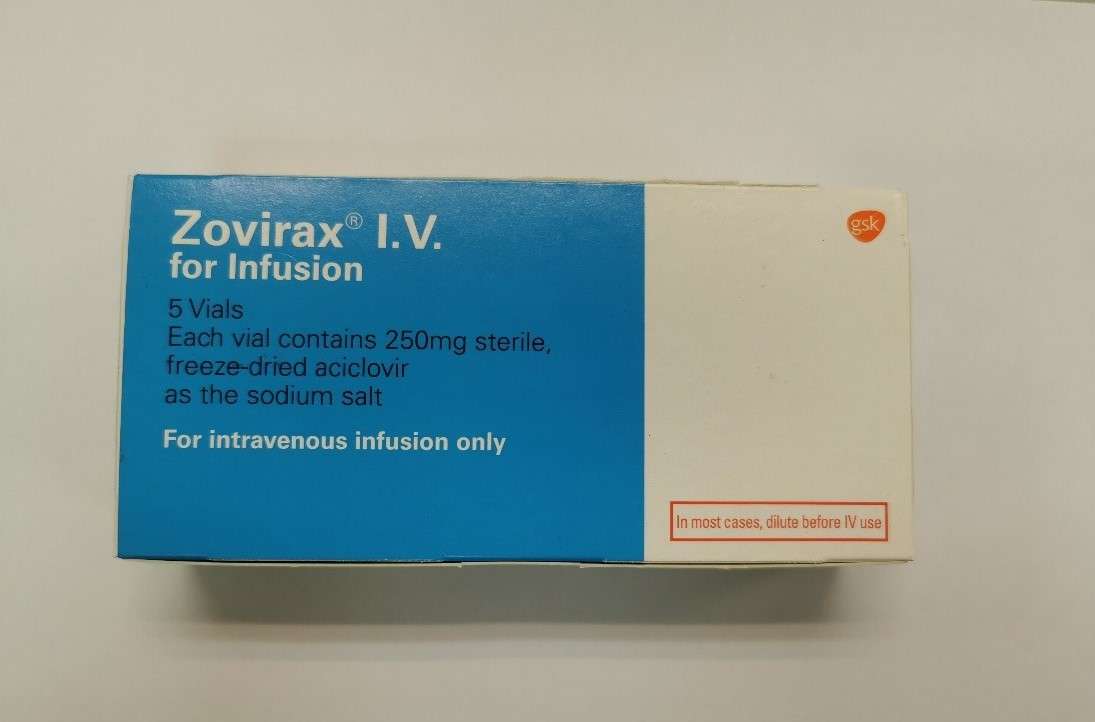 Zovirax® I.V.
for Infusion
5 Vials
Each vial contains 250mg sterile,
freeze-dried aciclovir
as the sodium salt
For intravenous infusion only
gsk
In most cases, dilute before IV use